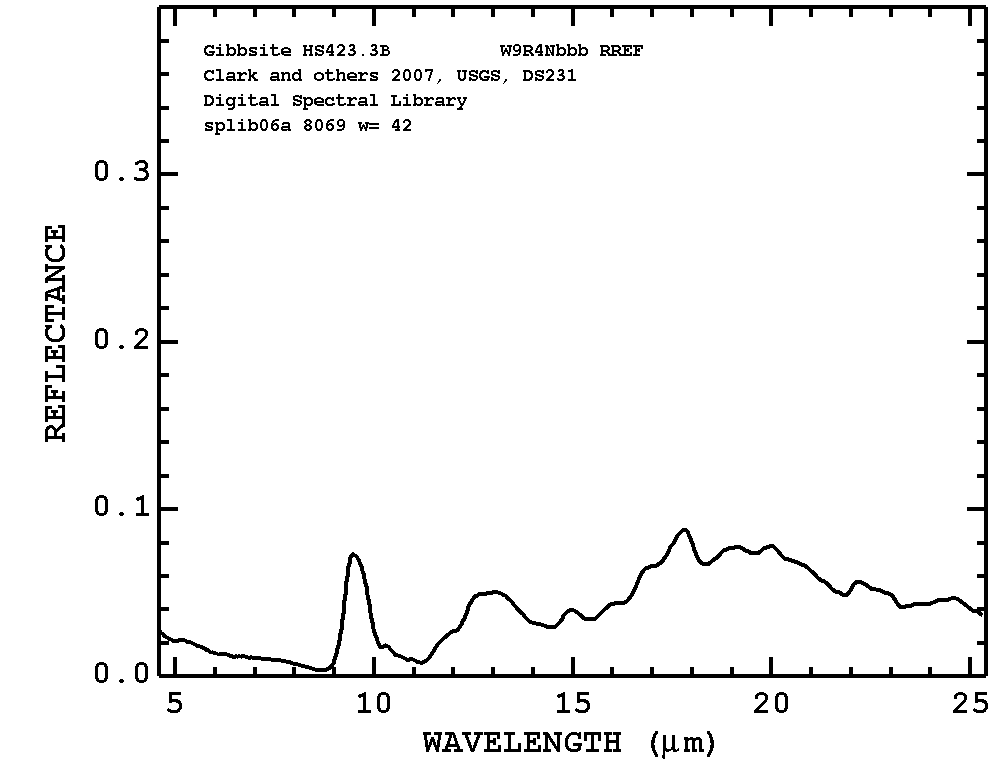 Gibbsite HS423.3B W9R4Nbbb RREF
Clark and others 2007, USGS, DS231
Digital Spectral Library
splib06a 8069 w= 42
REFLECTANCE
0.3
0.2
0.1
0.0
5 10 15 20 25
WAVELENGTH (μm)